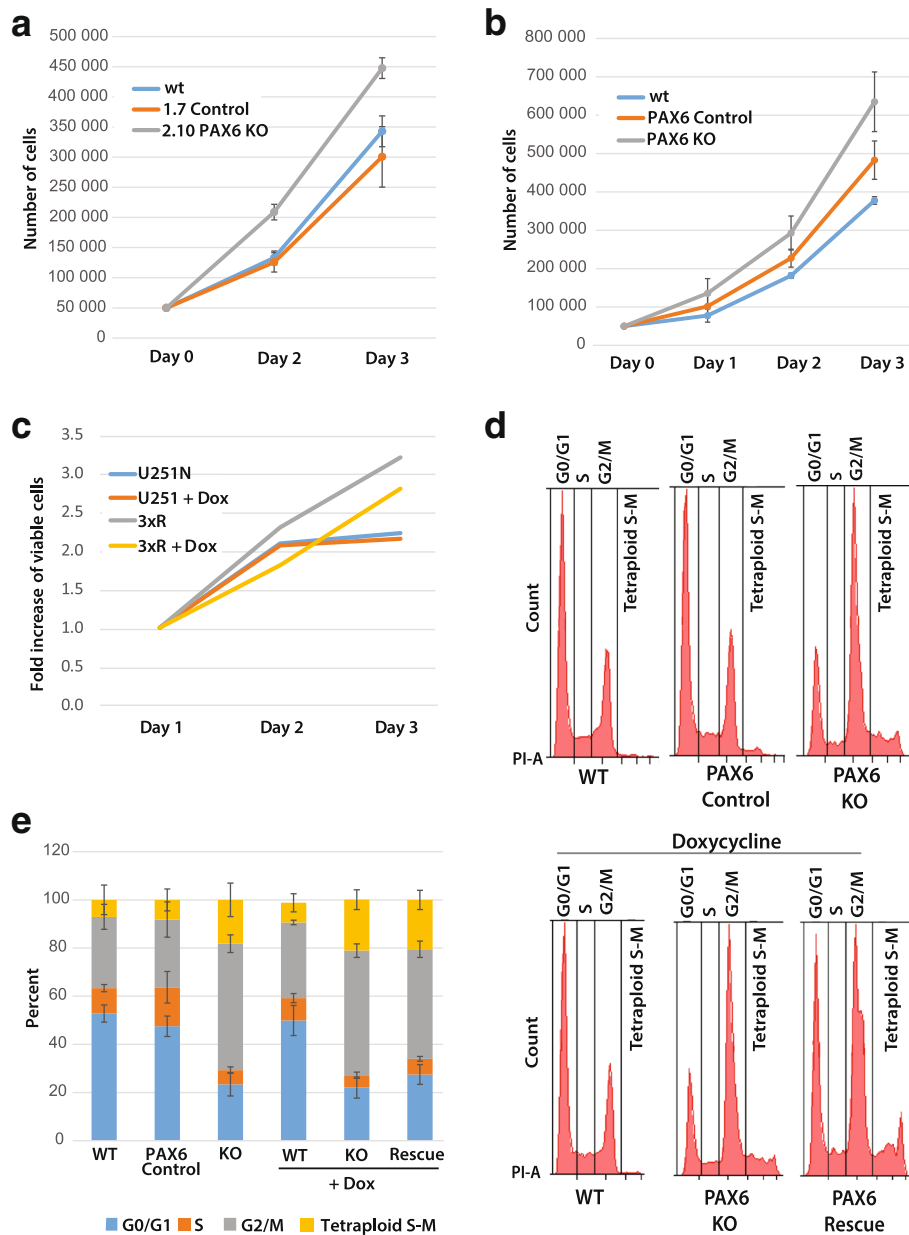 a
500 000
450 000
400 000
350 000
300 000
250 000
200 000
150 000
100 000
50 000
0
Number of cells
wt
1.7 Control
2.10 PAX6 KO
Day 0
Day 2
Day 3
b
800 000
700 000
600 000
500 000
400 000
300 000
200 000
100 000
0
Number of cells
wt
PAX6 Control
PAX6 KO
Day 0
Day 1
Day 2
Day 3
c
3.5
3.0
2.5
2.0
1.5
1.0
0.5
0.0
Fold increase of viable cells
U251N
U251 + Dox
3xR
3xR + Dox
Day 1
Day 2
Day 3
d
G0/G1
S
G2/M
Tetraploid S-M
G0/G1
S
G2/M
Tetraploid S-M
G0/G1
S
G2/M
Tetraploid S-M
Count
PI-A
WT
PAX6
Control
PAX6
KO
Doxycycline
G0/G1
S
G2/M
Tetraploid S-M
G0/G1
S
G2/M
Tetraploid S-M
G0/G1
S
G2/M
Tetraploid S-M
Count
PI-A
WT
PAX6
KO
PAX6
Rescue
e
120
100
80
60
40
20
0
Percent
WT
PAX6
Control
KO
WT
KO
Rescue
+ Dox
G0/G1
S
G2/M
Tetraploid S-M